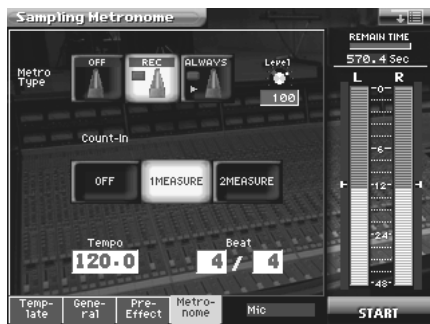 Sampling Metronome
REMAIN TIME
570.4 Sec
L R
Metro Type
OFF
REC
ALWAYS
Level
100
Count-In
OFF
1MEASURE
2MEASURE
Tempo
120.0
Beat
4 / 4
-0-
-6-
-12-
-24-
-48-
Temp-
late
Gene-
ral
Pre-
Effect
Metro-
nome
Mic
START